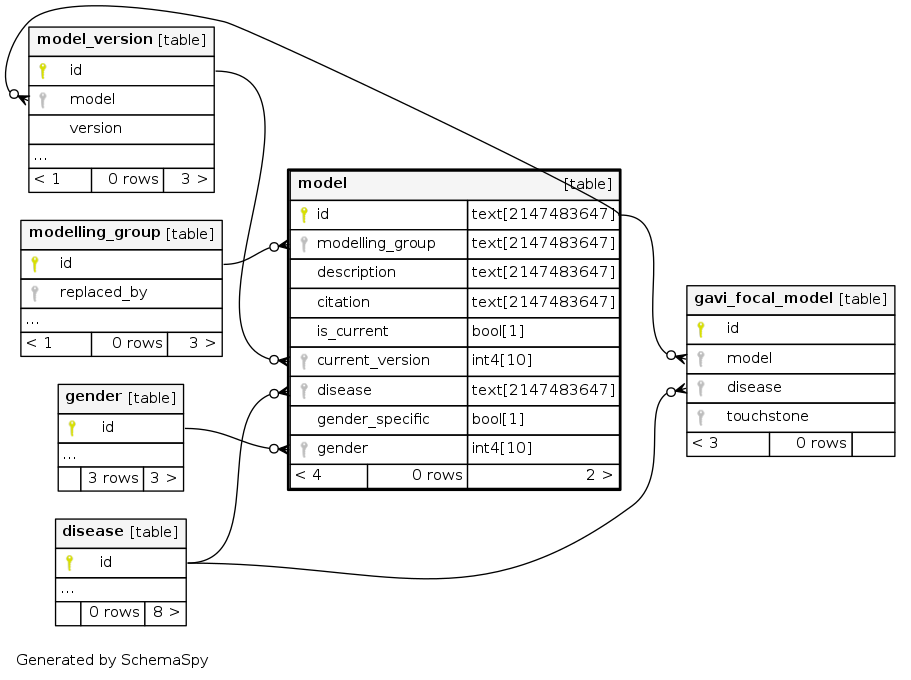 model_version [table]
id
model
version
...
< 1 0 rows 3 >
modelling_group [table]
id
replaced_by
...
< 1 0 rows 3 >
gender [table]
id
...
3 rows 3 >
disease [table]
id
...
0 rows 8 >
model [table]
id text[2147483647]
modelling_group text[2147483647]
description text[2147483647]
citation text[2147483647]
is_current bool[1]
current_version int4[10]
disease text[2147483647]
gender_specific bool[1]
gender int4[10]
< 4 0 rows 2 >
gavi_focal_model [table]
id
model
disease
touchstone
< 3 0 rows
Generated by SchemaSpy